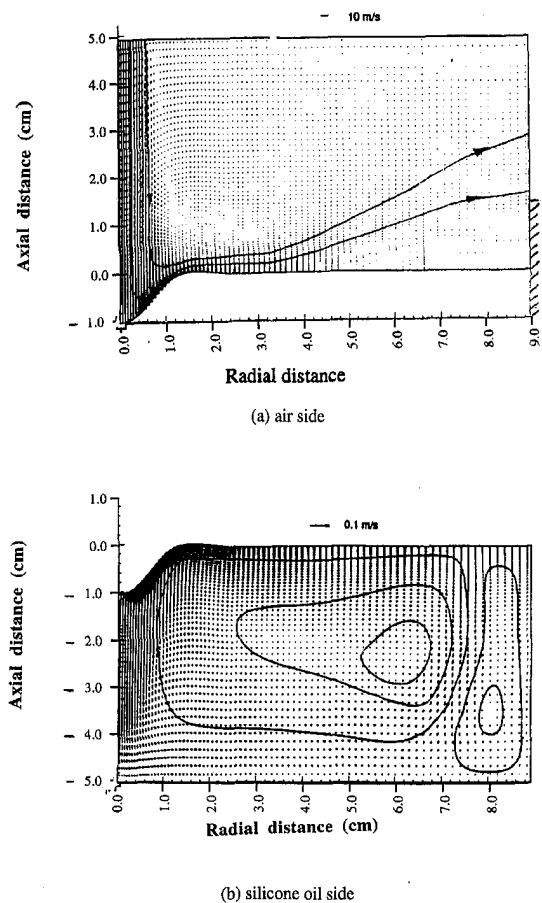 10 m/s
5.0
4.0
3.0
2.0
1.0
0.0
− 1.0
Axial distance (cm)
0.0 1.0 2.0 3.0 4.0 5.0 6.0 7.0 8.0 9.0
Radial distance
(a) air side
1.0
0.0
− 1.0
− 2.0
− 3.0
− 4.0
− 5.0
Axial distance (cm)
0.1 m/s
0.0 1.0 2.0 3.0 4.0 5.0 6.0 7.0 8.0
Radial distance (cm)
(b) silicone oil side